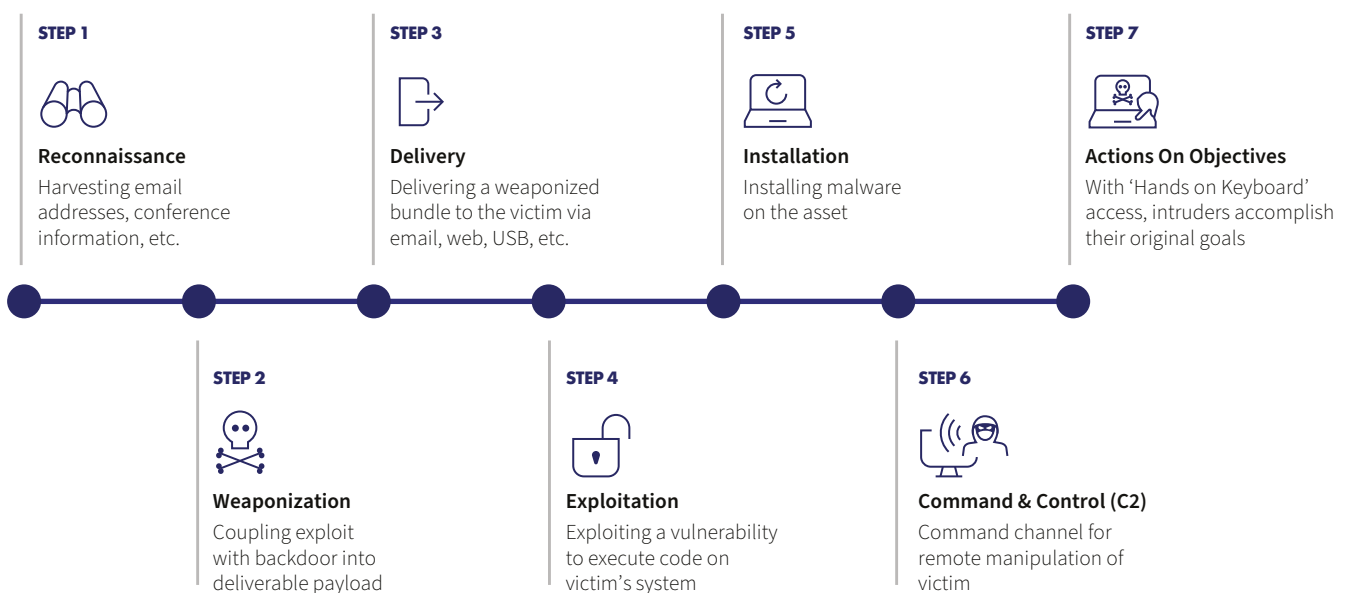 STEP 1
Reconnaissance
Harvesting email
addresses, conference
information, etc.
STEP 2
Weaponization
Coupling exploit
with backdoor into
deliverable payload
STEP 3
Delivery
Delivering a weaponized
bundle to the victim via
email, web, USB, etc.
STEP 4
Exploitation
Exploiting a vulnerability
to execute code on
victim’s system
STEP 5
Installation
Installing malware
on the asset
STEP 6
Command & Control (C2)
Command channel for
remote manipulation of
victim
STEP 7
Actions On Objectives
With ‘Hands on Keyboard’
access, intruders accomplish
their original goals